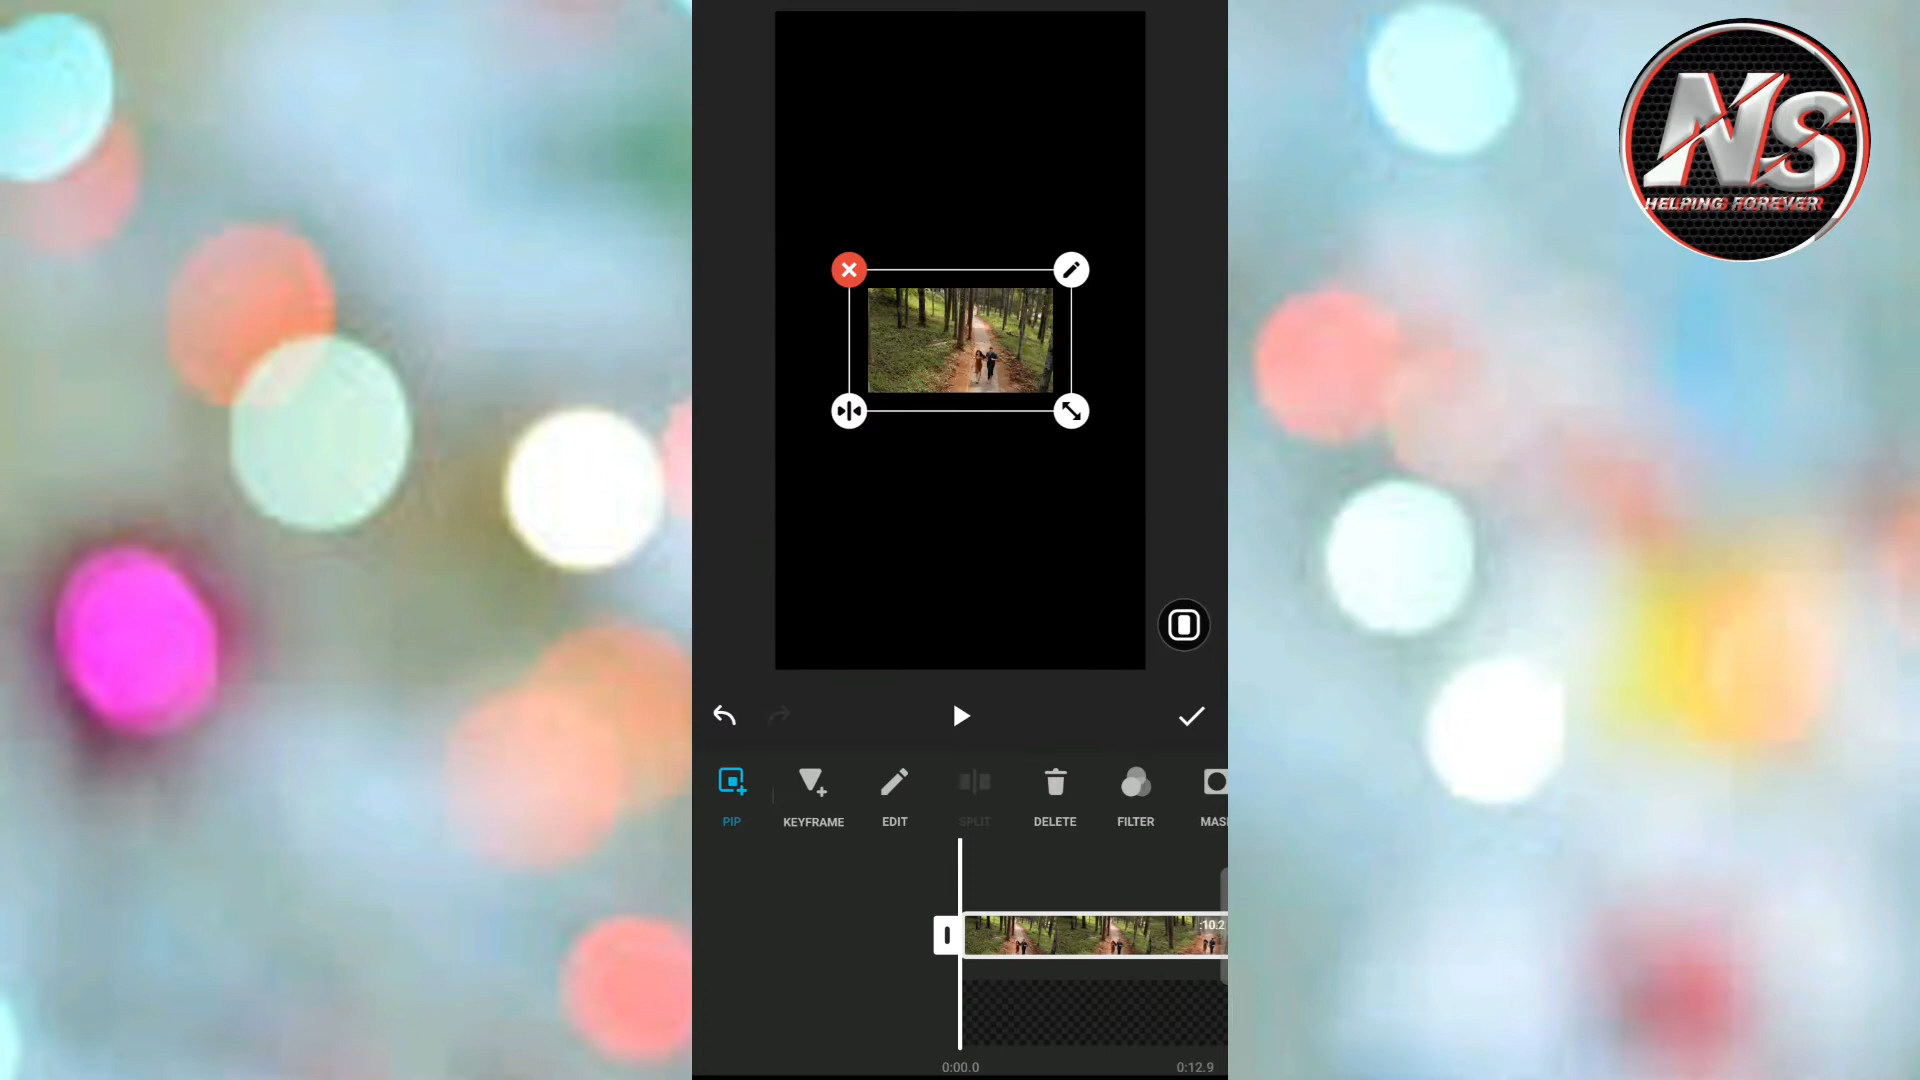 NS
HELPING FOREVER
PIP
KEYFRAME
EDIT
SPLIT
DELETE
FILTER
MAS
:10.2
0:00.0
0:12.9